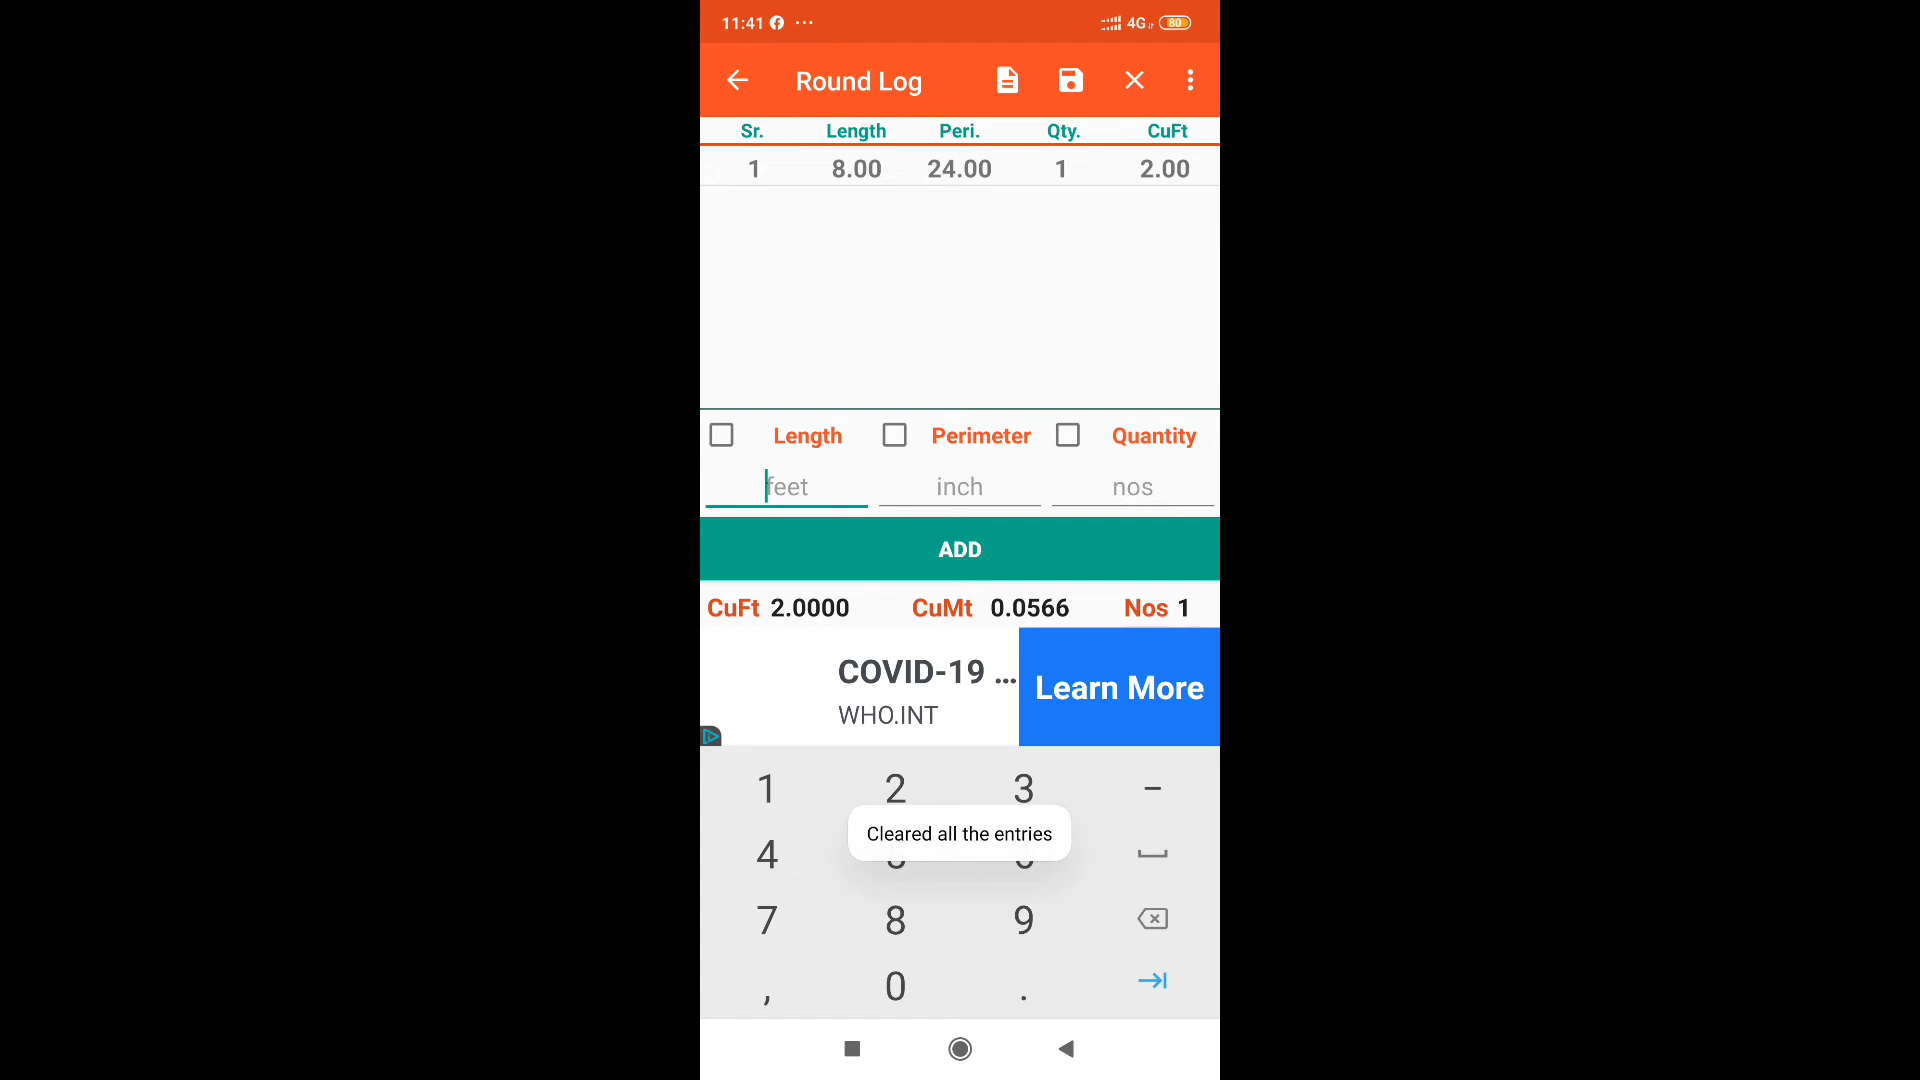 11:41 4G 80
Round Log
Sr. Length Peri. Qty. CuFt
1 8.00 24.00 1 2.00
Length Perimeter Quantity
feet inch nos
ADD
CuFt 2.0000 CuMt 0.0566 Nos 1
COVID-19 ...
WHO.INT
Learn More
1 2 3 -
Cleared all the entries
4
7 8 9
, 0 .